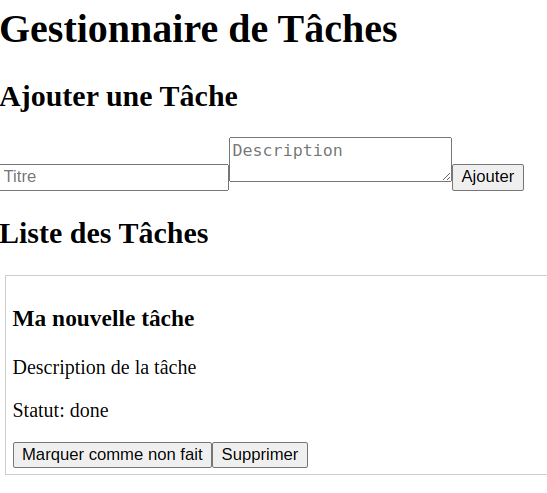 Gestionnaire de Tâches
Ajouter une Tâche
Titre
Description
Ajouter
Liste des Tâches
Ma nouvelle tâche
Description de la tâche
Statut: done
Marquer comme non fait Supprimer